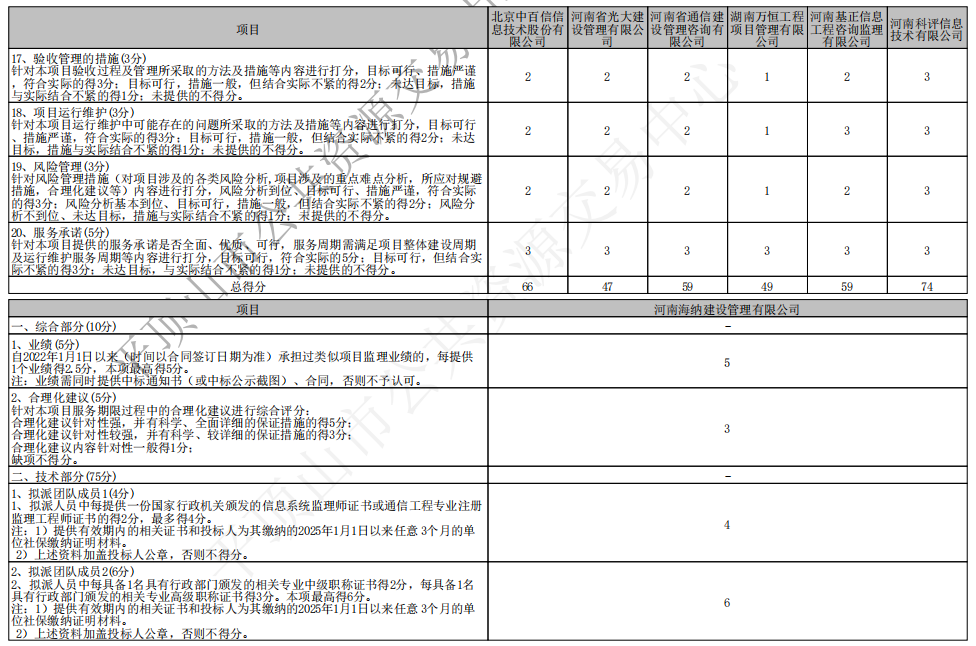 项目
北京中百信信息技术股份有限公司
河南省光大建设管理有限公司
河南省通信建设管理咨询有限公司
湖南万恒工程项目管理有限公司
河南基正信息工程咨询监理有限公司
河南科评信息技术有限公司
17、验收管理的措施(3分)
针对本项目验收过程及管理所采取的方法及措施等内容进行打分，目标可行、措施严谨
，符合实际的得3分；目标可行，措施一般，但结合实际不紧的得2分；未达目标，措施
与实际结合不紧的得1分；未提供的不得分。
2 2 2 1 2 3
18、项目运行维护(3分)
针对本项目运行维护中可能存在的问题所采取的方法及措施等内容进行打分，目标可行
、措施严谨，符合实际的得3分；目标可行，措施一般，但结合实际不紧的得2分；未达
目标，措施与实际结合不紧的得1分；未提供的不得分。
2 2 2 1 3 3
19、风险管理(3分)
针对风险管理措施（对项目涉及的各类风险分析,项目涉及的重点难点分析，所应对规避
措施，合理化建议等）内容进行打分，风险分析到位、目标可行、措施严谨，符合实际
的得3分；风险分析基本到位、目标可行，措施一般，但结合实际不紧的得2分；风险分
析不到位、未达目标，措施与实际结合不紧的得1分；未提供的不得分。
2 2 2 1 2 3
20、服务承诺(5分)
针对本项目提供的服务承诺是否全面、优质、可行，服务周期需满足项目整体建设周期
及运行维护服务周期等内容进行打分，目标可行，符合实际的5分；目标可行，但结合实
际不紧的得3分；未达目标，与实际结合不紧的得1分；未提供的不得分。
3 3 3 3 3 3
总得分 66 47 59 49 59 74
项目 河南海纳建设管理有限公司
一、综合部分(10分) -
1、业绩(5分)
自2022年1月1日以来（时间以合同签订日期为准）承担过类似项目监理业绩的，每提供
1个业绩得2.5分，本项最高得5分。
注：业绩需同时提供中标通知书（或中标公示截图）、合同，否则不予认可。
5
2、合理化建议(5分)
针对本项目服务期限过程中的合理化建议进行综合评分；
合理化建议针对性强，并有科学、全面详细的保证措施的得5分；
合理化建议针对性较强，并有科学、较详细的保证措施的得3分；
合理化建议内容针对性一般得1分；
缺项不得分。
3
二、技术部分(75分) -
1、拟派团队成员1(4分)
1、拟派人员中每提供一份国家行政机关颁发的信息系统监理师证书或通信工程专业注册
监理工程师证书的得2分，最多得4分。
注：1）提供有效期内的相关证书和投标人为其缴纳的2025年1月1日以来任意 3个月的单
位社保缴纳证明材料。
2）上述资料加盖投标人公章，否则不得分。
4
2、拟派团队成员2(6分)
2、拟派人员中每具备1名具有行政部门颁发的相关专业中级职称证书得2分，每具备1名
具有行政部门颁发的相关专业高级职称证书得3分。本项最高得6分。
注：1）提供有效期内的相关证书和投标人为其缴纳的2025年1月1日以来任意 3个月的单
位社保缴纳证明材料。
2）上述资料加盖投标人公章，否则不得分。
6
平顶山市公共资源交易中心
平顶山市公共资源交易中心